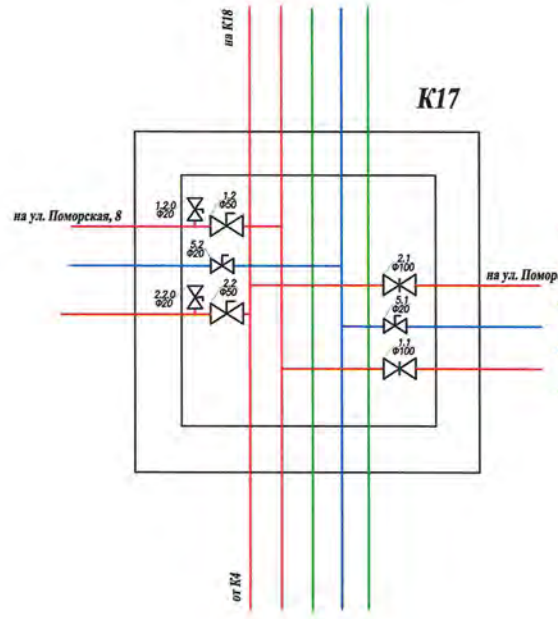 на К18
К17
1.2.0
Ф20
1.2
Ф50
на ул. Поморская, 8
5.2
Ф20
2.1
Ф100
на ул. Помор
2.2.0
Ф20
2.2
Ф50
5.1
Ф20
1.1
Ф100
от К4